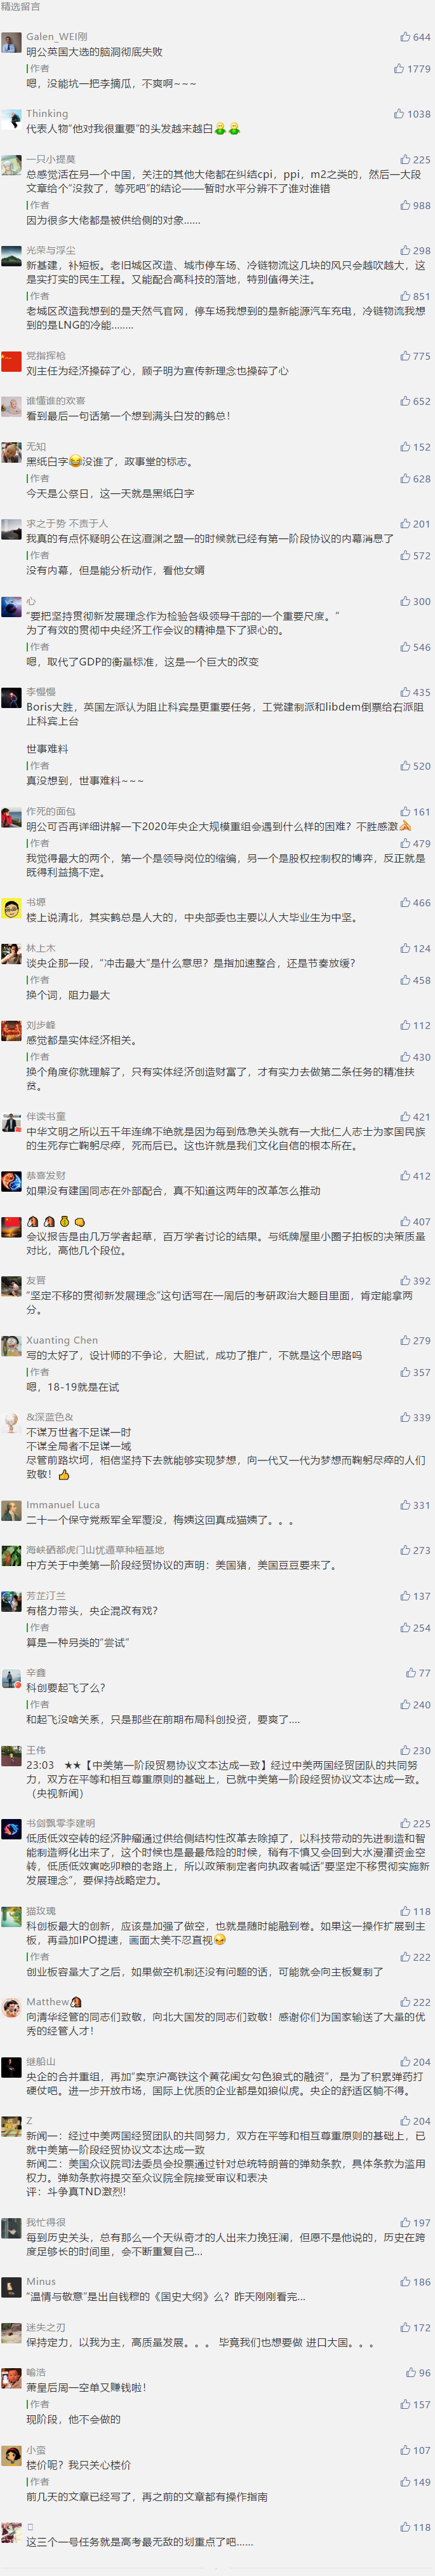 精选留言
Galen_WEI刚 644
明公英国大选的脑洞彻底失败
作者 1779
嗯，没能坑一把李摘瓜，不爽啊~~~
Thinking 1038
代表人物“他对我很重要”的头发越来越白
一只小提莫 225
总感觉活在另一个中国，关注的其他大佬都在纠结cpi，ppi，m2之类的，然后一大段
文章给个“没救了，等死吧”的结论——暂时水平分辨不了谁对谁错
作者 988
因为很多大佬都是被供给侧的对象……
光荣与浮尘 298
新基建，补短板。老旧城区改造、城市停车场、冷链物流这几块的风只会越吹越大，这
是实打实的民生工程。又能配合高科技的落地，特别值得关注。
作者 851
老城区改造我想到的是天然气官网，停车场我想到的是新能源汽车充电，冷链物流我想
到的是LNG的冷能........
党指挥枪 775
刘主任为经济操碎了心，顾子明为宣传新理念也操碎了心
谁懂谁的欢喜 652
看到最后一句话第一个想到满头白发的鹤总！
无知 152
黑纸白字😂没谁了，政事堂的标志。
作者 628
今天是公祭日，这一天就是黑纸白字
求之于势 不责于人 201
我真的有点怀疑明公在这澶渊之盟一的时候就已经有第一阶段协议的内幕消息了
作者 572
没有内幕，但是能分析动作，看他女婿
心 300
“要把坚持贯彻新发展理念作为检验各级领导干部的一个重要尺度。”
为了有效的贯彻中央经济工作会议的精神是下了狠心的。
作者 546
嗯，取代了GDP的衡量标准，这是一个巨大的改变
李慢慢 435
Boris大胜，英国左派认为阻止科宾是更重要任务，工党建制派和libdem倒票给右派阻
止科宾上台
世事难料
作者 520
真没想到，世事难料~~~
作死的面包 161
明公可否再详细讲解一下2020年央企大规模重组会遇到什么样的困难？不胜感激🙏
作者 479
我觉得最大的两个，第一个是领导岗位的缩编，另一个是股权控制权的博弈，反正就是
既得利益搞不定。
书塬 466
楼上说清北，其实鹤总是人大的，中央部委也主要以人大毕业生为中坚。
林上木 124
谈央企那一段，“冲击最大”是什么意思？是指加速整合，还是节奏放缓？
作者 458
换个词，阻力最大
刘步峰 112
感觉都是实体经济相关。
作者 430
换个角度你就理解了，只有实体经济创造财富了，才有实力去做第二条任务的精准扶
贫。
伴读书童 421
中华文明之所以五千年连绵不绝就是因为每到危急关头就有一大批仁人志士为家国民族
的生死存亡鞠躬尽瘁，死而后已。这也许就是我们文化自信的根本所在。
恭喜发财 412
如果没有建国同志在外部配合，真不知道这两年的改革怎么推动
407
会议报告是由几万学者起草，百万学者讨论的结果。与纸牌屋里小圈子拍板的决策质量
对比，高他几个段位。
友晋 392
“坚定不移的贯彻新发展理念”这句话写在一周后的考研政治大题目里面，肯定能拿两
分。
Xuanting Chen 279
写的太好了，设计师的不争论，大胆试，成功了推广，不就是这个思路吗
作者 357
嗯，18-19就是在试
&深蓝色& 339
不谋万世者不足谋一时
不谋全局者不足谋一域
尽管前路坎坷，相信坚持下去就能够实现梦想，向一代又一代为梦想而鞠躬尽瘁的人们
致敬！👍
Immanuel Luca 331
二十一个保守党叛军全军覆没，梅姨这回真成猫姨了。。。
海峡硒都虎门山忧遁草种植基地 273
中方关于中美第一阶段经贸协议的声明：美国猪，美国豆豆要来了。
芳芷汀兰 137
有格力带头，央企混改有戏？
作者 254
算是一种另类的“尝试”
辛鑫 77
科创要起飞了么？
作者 240
和起飞没啥关系，只是那些在前期布局科创投资，要爽了....
王伟 230
23:03 ★★【中美第一阶段贸易协议文本达成一致】经过中美两国经贸团队的共同努
力，双方在平等和相互尊重原则的基础上，已就中美第一阶段经贸协议文本达成一致。
（央视新闻）
书剑飘零李建明 225
低质低效空转的经济肿瘤通过供给侧结构性改革去除掉了，以科技带动的先进制造和智
能制造孵化出来了，这个时候也是最最危险的时候，稍有不慎又会回到大水漫灌资金空
转，低质低效寅吃卯粮的老路上，所以政策制定者向执政者喊话“要坚定不移贯彻实施新
发展理念”，要保持战略定力。
猫玫瑰 118
科创板最大的创新，应该是加强了做空，也就是随时能融到卷。如果这一操作扩展到主
板，再叠加IPO提速，画面太美不忍直视
作者 222
创业板容量大了之后，如果做空机制还没有问题的话，可能就会向主板复制了
Matthew 222
向清华经管的同志们致敬，向北大国发的同志们致敬！感谢你们为国家输送了大量的优
秀的经管人才！
继船山 204
央企的合并重组，再加“卖京沪高铁这个黄花闺女勾色狼式的融资”，是为了积累弹药打
硬仗吧。进一步开放市场，国际上优质的企业都是如狼似虎。央企的舒适区躺不得。
Z 204
新闻一：经过中美两国经贸团队的共同努力，双方在平等和相互尊重原则的基础上，已
就中美第一阶段经贸协议文本达成一致
新闻二：美国众议院司法委员会投票通过针对总统特朗普的弹劾条款，具体条款为滥用
权力。弹劾条款将提交至众议院全院接受审议和表决
评：斗争真TND激烈!
我忙得很 197
每到历史关头，总有那么一个天纵奇才的人出来力挽狂澜，但愿不是他说的，历史在跨
度足够长的时间里，会不断重复自己...
Minus 186
“温情与敬意”是出自钱穆的《国史大纲》么？昨天刚刚看完...
迷失之刃 172
保持定力，以我为主，高质量发展。。。 毕竟我们也想要做 进口大国。。。
喻浩 96
萧皇后周一空单又赚钱啦！
作者 157
现阶段，他不会做的
小蛮 107
楼价呢？我只关心楼价
作者 149
前几天的文章已经写了，再之前的文章都有操作指南
118
这三个一号任务就是高考最无敌的划重点了吧……